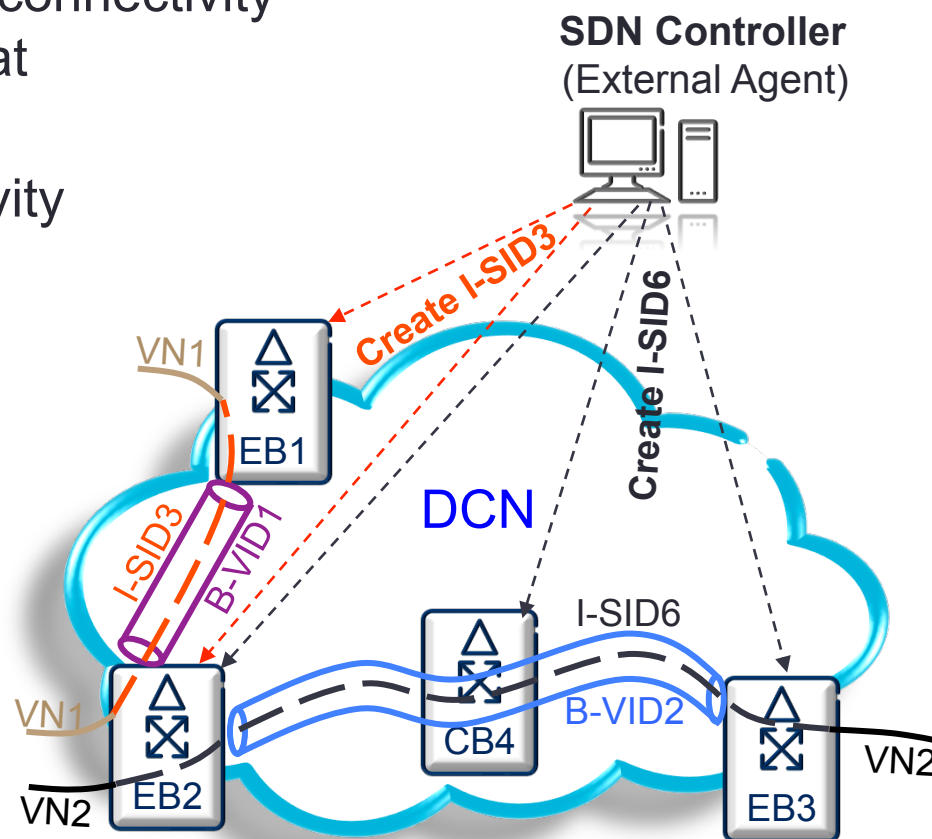 connectivity
at
vity
SDN Controller
(External Agent)
Create I-SID3
Create I-SID6
VN1
EB1
DCN
I-SID3
B-VID1
I-SID6
B-VID2
CB4
VN1
VN2
EB2
EB3
VN2